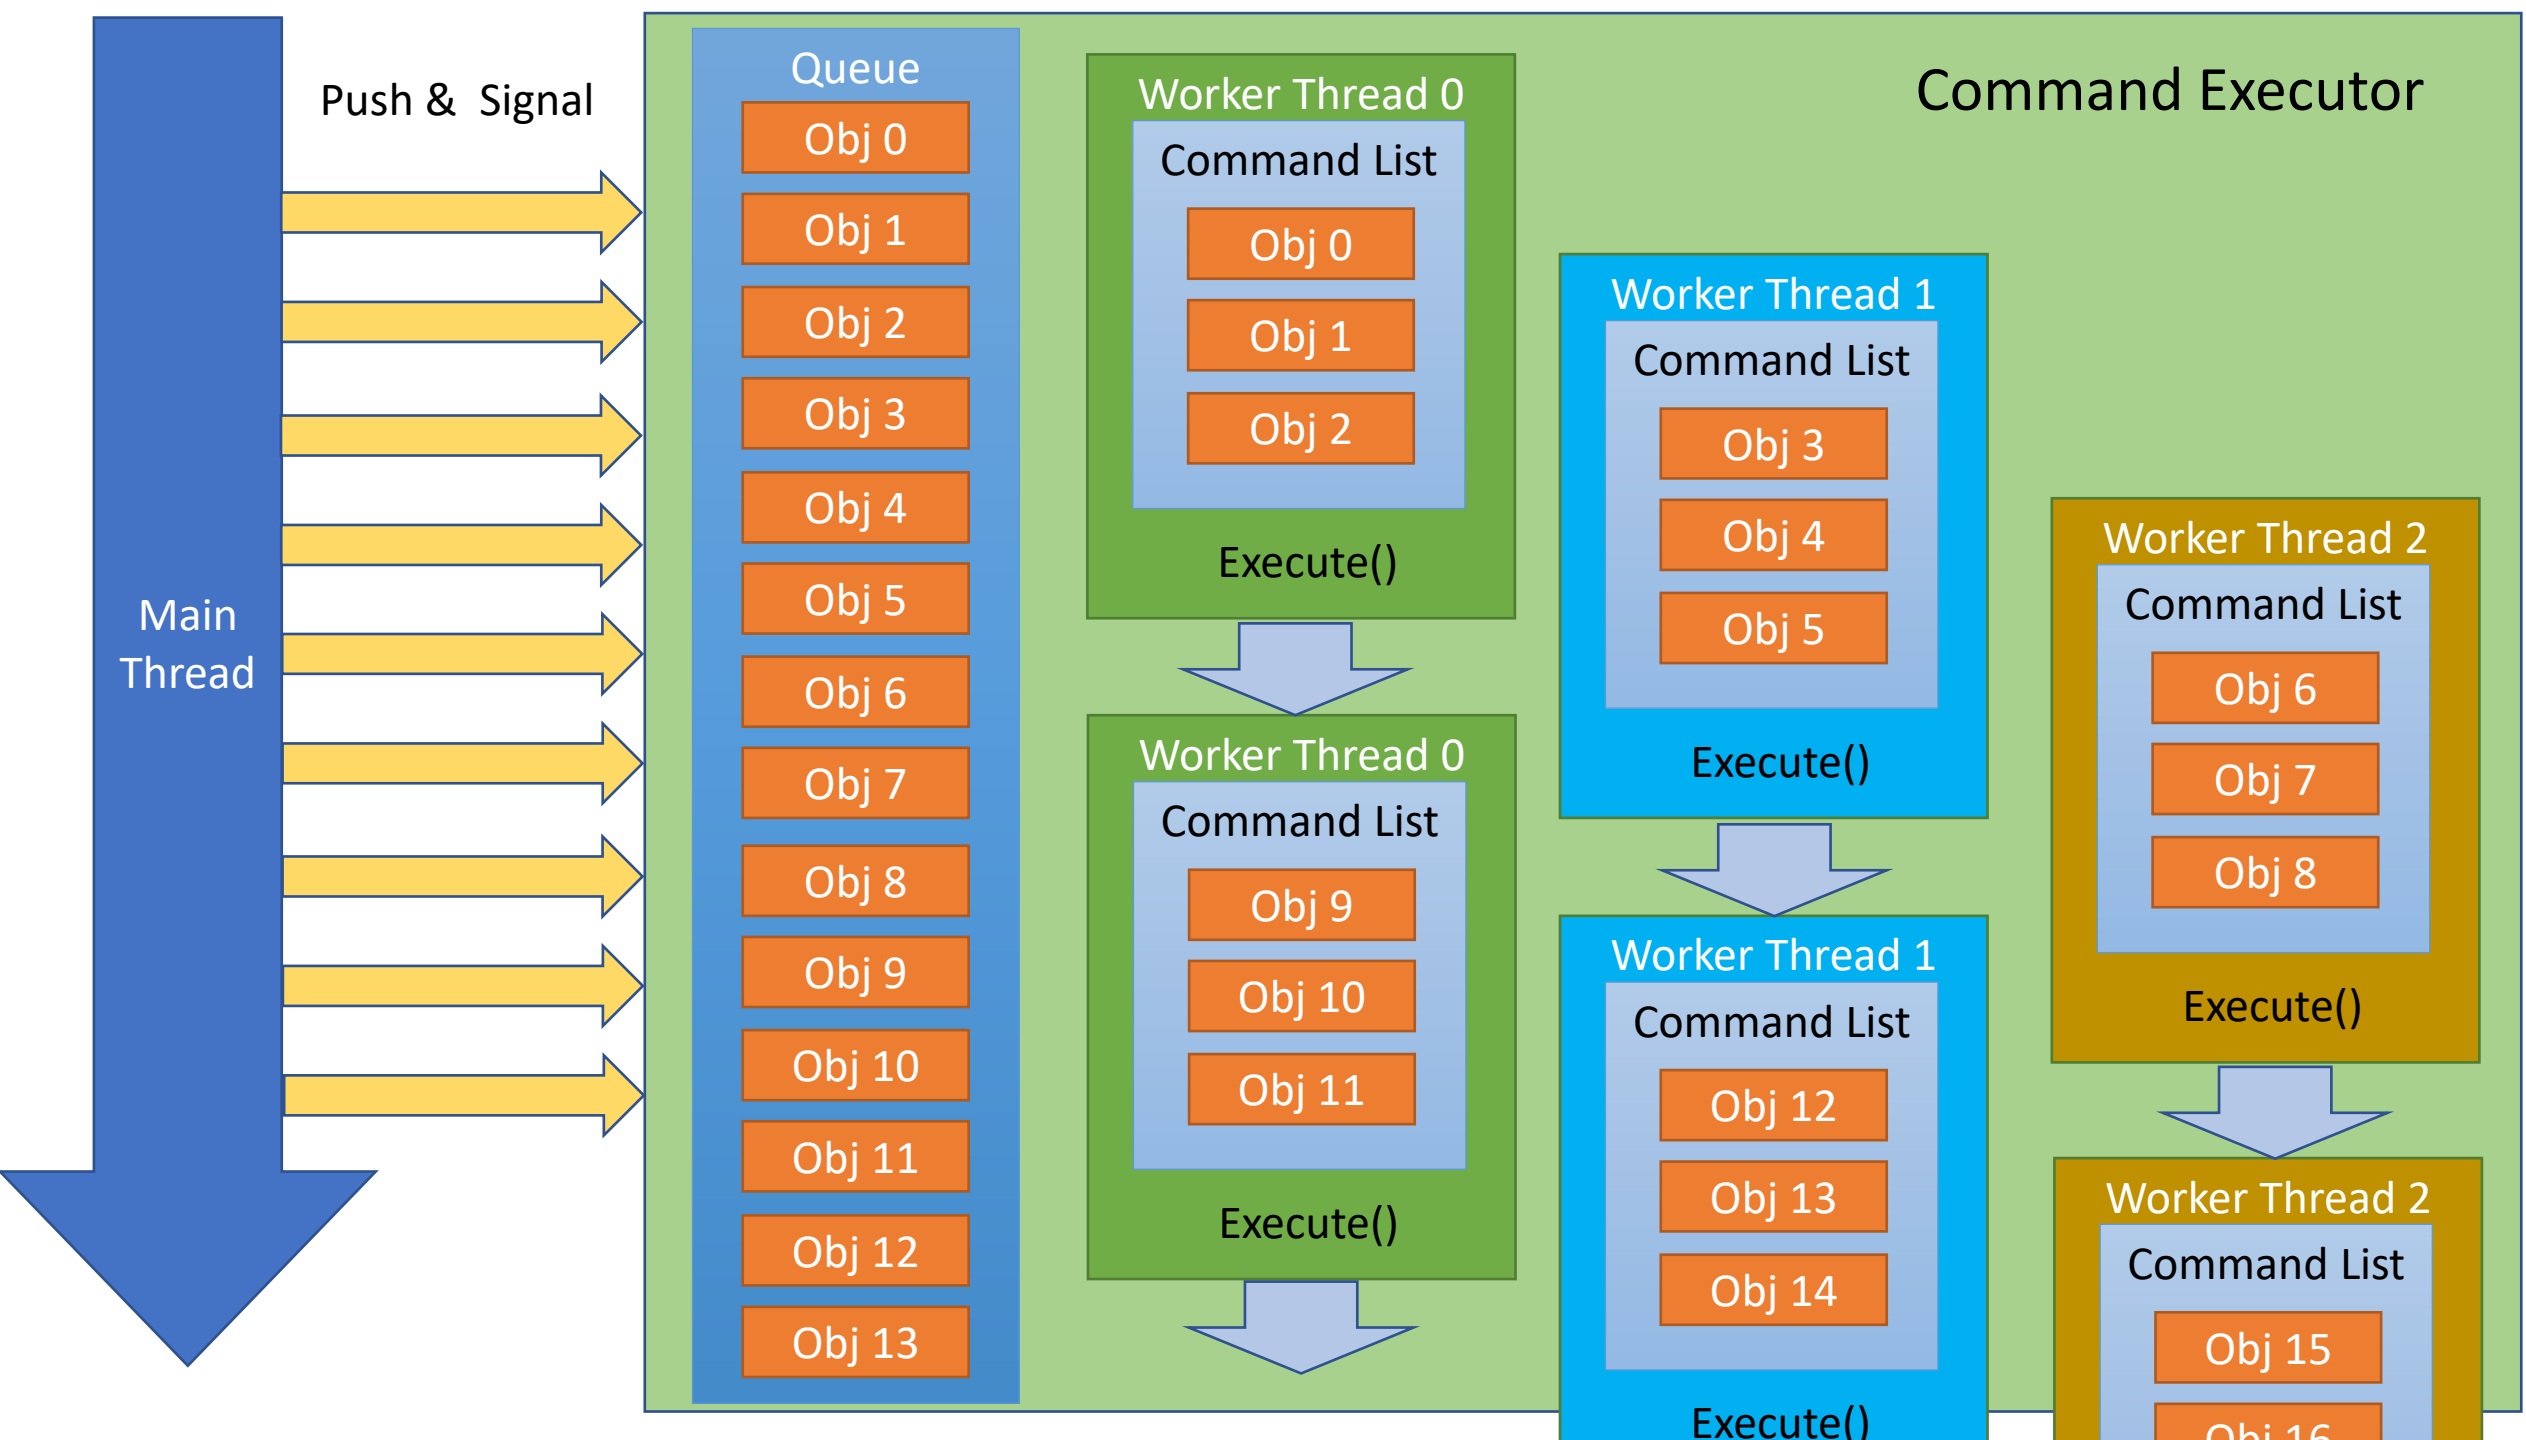 Main
Thread
Push &  Signal
Command Executor
Queue
Obj 0
Obj 1
Obj 2
Obj 3
Obj 4
Obj 5
Obj 6
Obj 7
Obj 8
Obj 9
Obj 10
Obj 11
Obj 12
Obj 13
Worker Thread 0
Command List
Obj 0
Obj 1
Obj 2
Execute()
Worker Thread 0
Command List
Obj 9
Obj 10
Obj 11
Execute()
Worker Thread 1
Command List
Obj 3
Obj 4
Obj 5
Execute()
Worker Thread 1
Command List
Obj 12
Obj 13
Obj 14
Execute()
Worker Thread 2
Command List
Obj 6
Obj 7
Obj 8
Execute()
Worker Thread 2
Command List
Obj 15
Obj 16